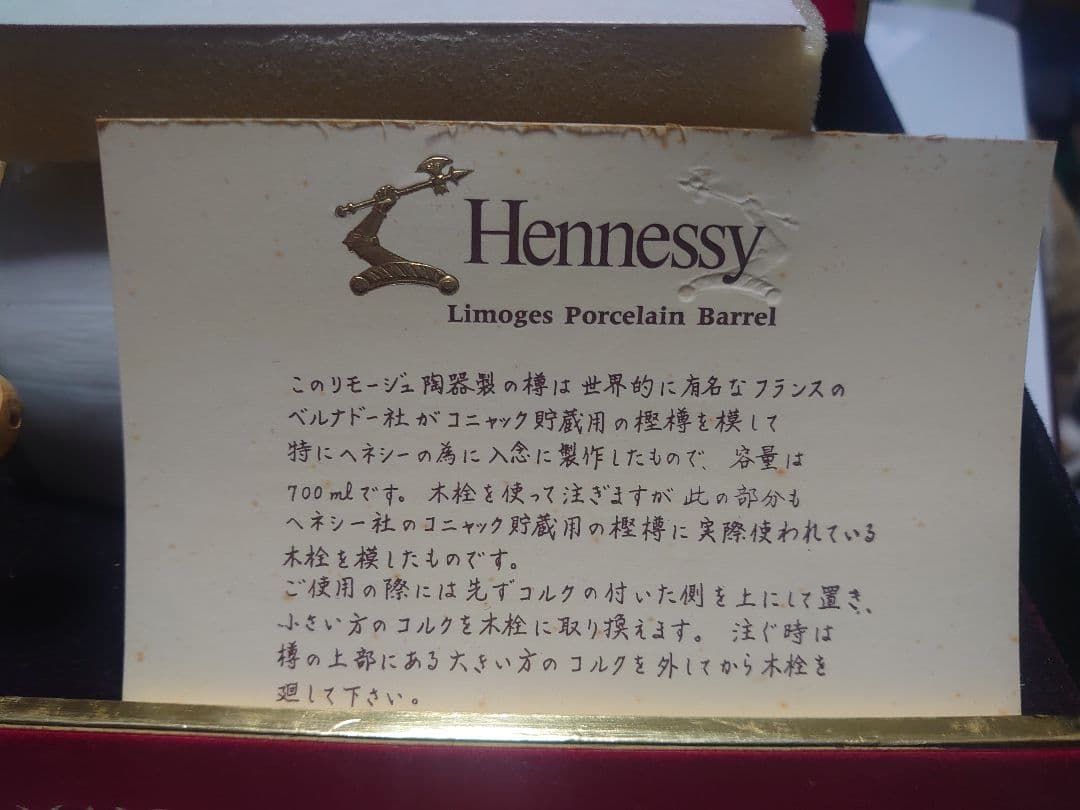 Hennessy
Limoges Porcelain Barrel
このリモージュ陶器製の樽は世界的に有名なフランスの
ベルナドー社がコニャック貯蔵用の樫樽を模して
特にヘネシーの為に入念に製作したもので、容量は
700mlです。木栓を使って注ぎますが此の部分も
ヘネシー社のコニャック貯蔵用の樫樽に実際使われている
木栓を模したものです。
ご使用の際には先ずコルクの付いた側を上にして置き、
小さい方のコルクを木栓に取り換えます。注ぐ時は
樽の上部にある大きい方のコルクを外してから木栓を
廻して下さい。